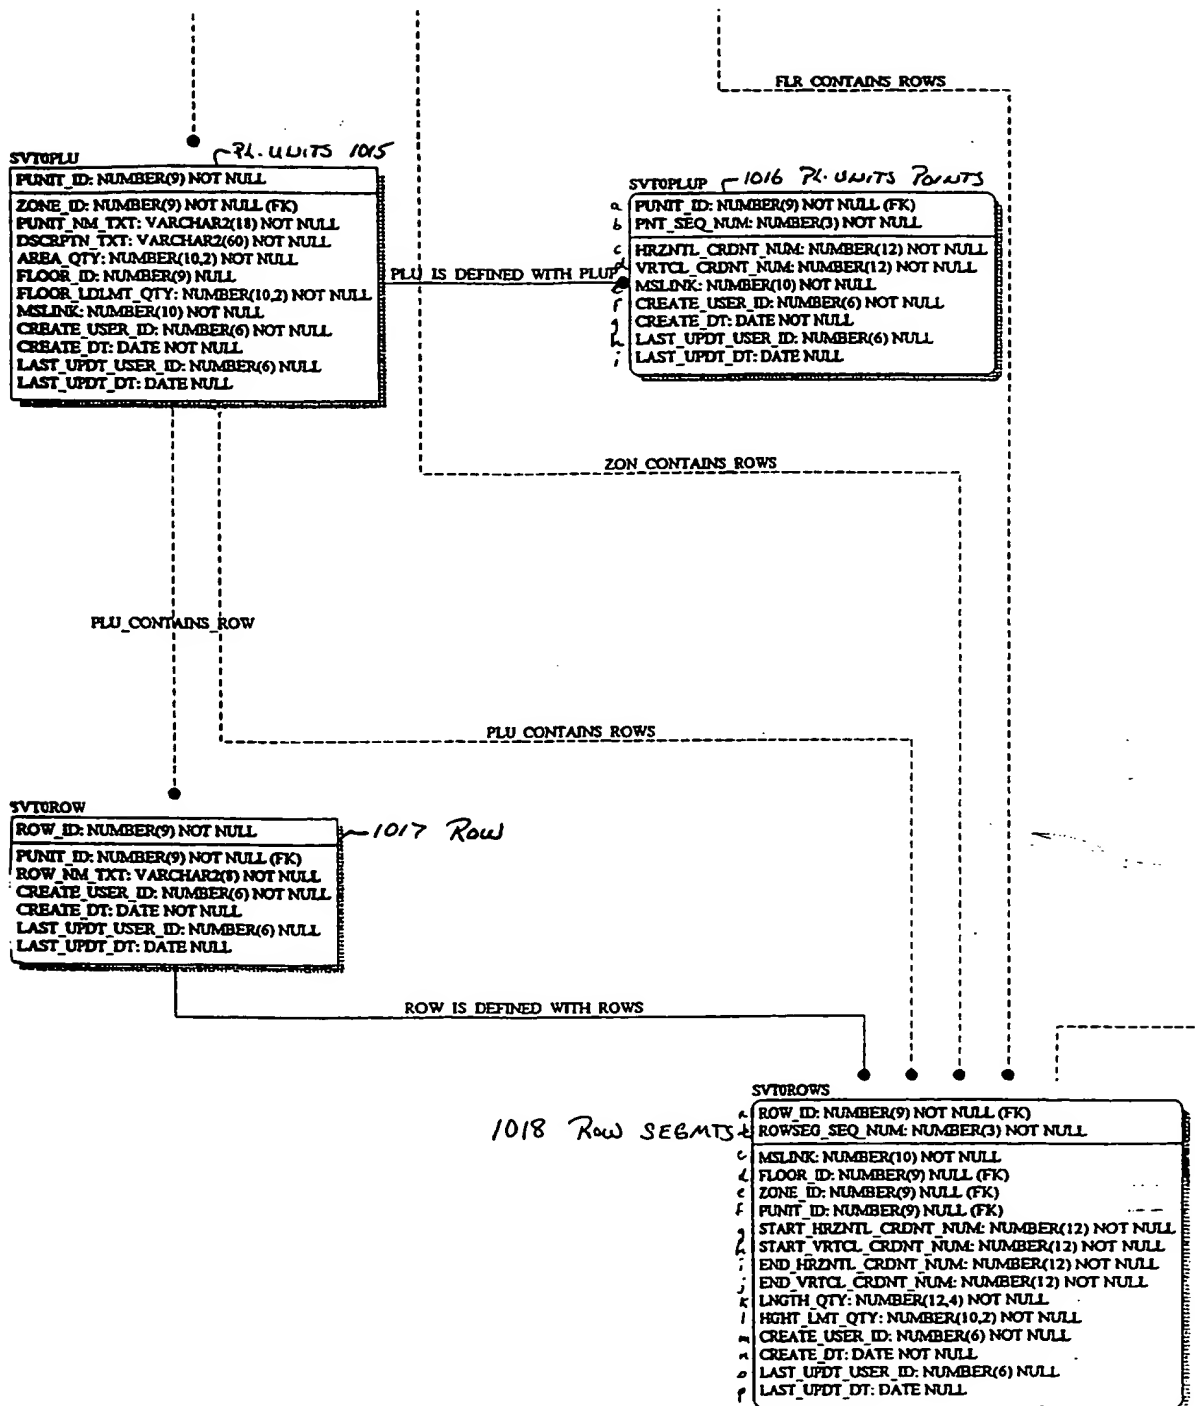 FLR CONTAINS ROWS
SVT0PLU
PL. UNITS 1015
PUNIT_ID: NUMBER(9) NOT NULL
ZONE_ID: NUMBER(9) NOT NULL (FK)
PUNIT_NM_TXT: VARCHAR2(18) NOT NULL
DSCRPTN_TXT: VARCHAR2(60) NOT NULL
AREA_QTY: NUMBER(10,2) NOT NULL
FLOOR_ID: NUMBER(9) NULL
FLOOR_LDLMT_QTY: NUMBER(10,2) NOT NULL
MSLINK: NUMBER(10) NOT NULL
CREATE_USER_ID: NUMBER(6) NOT NULL
CREATE_DT: DATE NOT NULL
LAST_UPDT_USER_ID: NUMBER(6) NULL
LAST_UPDT_DT: DATE NULL
PLU IS DEFINED WITH PLUP
SVT0PLUP
1016 PL. UNITS POINTS
a PUNIT_ID: NUMBER(9) NOT NULL (FK)
b PNT_SEQ_NUM: NUMBER(3) NOT NULL
c HRZNTL_CRDNT_NUM: NUMBER(12) NOT NULL
d VRTCL_CRDNT_NUM: NUMBER(12) NOT NULL
e MSLINK: NUMBER(10) NOT NULL
f CREATE_USER_ID: NUMBER(6) NOT NULL
g CREATE_DT: DATE NOT NULL
h LAST_UPDT_USER_ID: NUMBER(6) NULL
i LAST_UPDT_DT: DATE NULL
ZON CONTAINS ROWS
PLU_CONTAINS_ROW
PLU CONTAINS ROWS
SVT0ROW
1017 ROW
ROW_ID: NUMBER(9) NOT NULL
PUNIT_ID: NUMBER(9) NOT NULL (FK)
ROW_NM_TXT: VARCHAR2(8) NOT NULL
CREATE_USER_ID: NUMBER(6) NOT NULL
CREATE_DT: DATE NOT NULL
LAST_UPDT_USER_ID: NUMBER(6) NULL
LAST_UPDT_DT: DATE NULL
ROW IS DEFINED WITH ROWS
SVT0ROWS
1018 ROW SEGMTS
a ROW_ID: NUMBER(9) NOT NULL (FK)
b ROWSEG_SEQ_NUM: NUMBER(3) NOT NULL
c MSLINK: NUMBER(10) NOT NULL
d FLOOR_ID: NUMBER(9) NULL (FK)
e ZONE_ID: NUMBER(9) NULL (FK)
f PUNIT_ID: NUMBER(9) NULL (FK)
g START_HRZNTL_CRDNT_NUM: NUMBER(12) NOT NULL
h START_VRTCL_CRDNT_NUM: NUMBER(12) NOT NULL
i END_HRZNTL_CRDNT_NUM: NUMBER(12) NOT NULL
j END_VRTCL_CRDNT_NUM: NUMBER(12) NOT NULL
k LNGTH_QTY: NUMBER(12,4) NOT NULL
l HGHT_LMT_QTY: NUMBER(10,2) NOT NULL
m CREATE_USER_ID: NUMBER(6) NOT NULL
n CREATE_DT: DATE NOT NULL
o LAST_UPDT_USER_ID: NUMBER(6) NULL
p LAST_UPDT_DT: DATE NULL